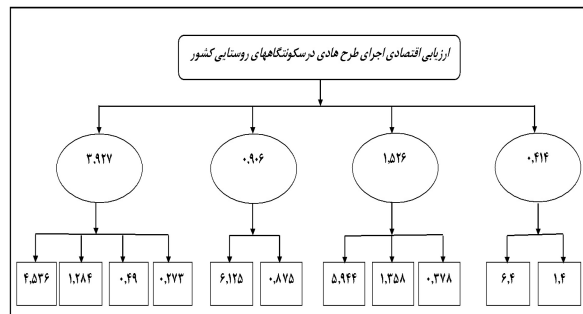 ارزیابی اقتصادی اجرای طرح هادی درسکونتگاههای روستایی کشور
۳,۹۲۷ ۰,۹۰۶ ۱,۵۲۶ ۰,۴۱۴
۴,۵۳۶ ۱,۲۸۴ ۰,۴۹ ۰,۲۷۳ ۶,۱۲۵ ۰,۸۷۵ ۵,۹۴۴ ۱,۳۵۸ ۰,۳۷۸ ۶,۴ ۱,۴